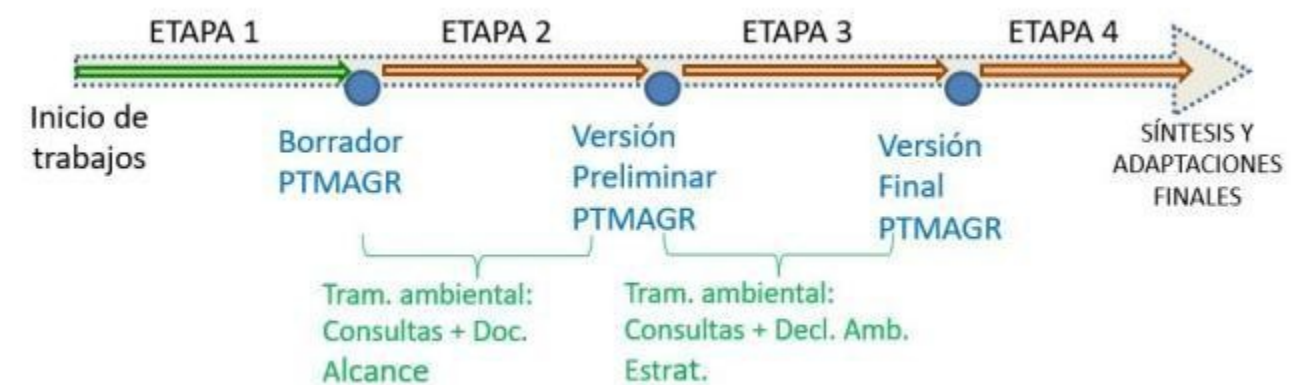 ETAPA 1
ETAPA 2
ETAPA 3
ETAPA 4
Inicio de
trabajos
Borrador
PTMAGR
Versión
Preliminar
PTMAGR
Versión
Final
PTMAGR
SÍNTESIS Y
ADAPTACIONES
FINALES
Tram. ambiental:
Consultas + Doc.
Alcance
Tram. ambiental:
Consultas + Decl. Amb.
Estrat.